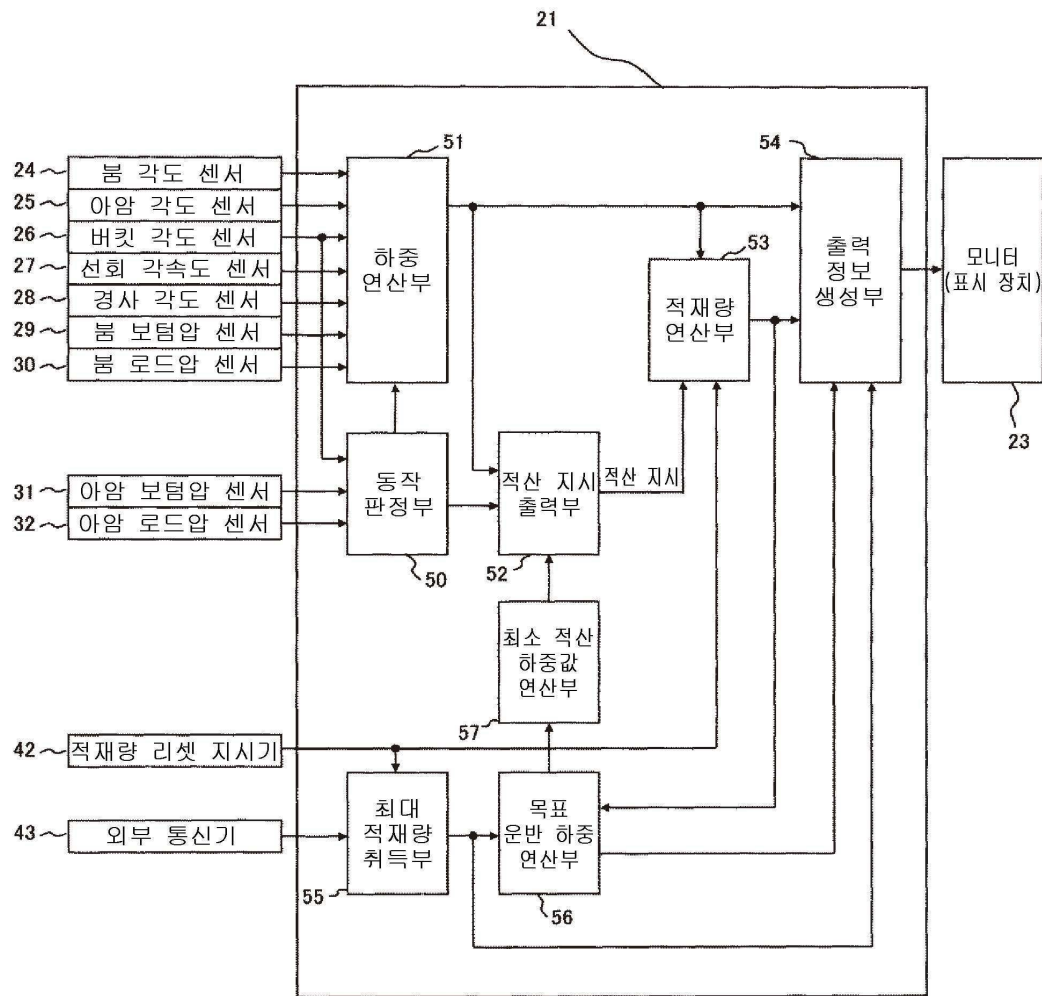 21
51
54
24
붐 각도 센서
25
아암 각도 센서
26
버킷 각도 센서
27
선회 각속도 센서
28
경사 각도 센서
29
붐 보텀압 센서
30
붐 로드압 센서
하중
연산부
53
적재량
연산부
출력
정보
생성부
모니터
(표시 장치)
23
31
아암 보텀압 센서
32
아암 로드압 센서
동작
판정부
50
적산 지시
출력부
52
적산 지시
최소 적산
하중값
연산부
57
42
적재량 리셋 지시기
43
외부 통신기
최대
적재량
취득부
55
목표
운반 하중
연산부
56